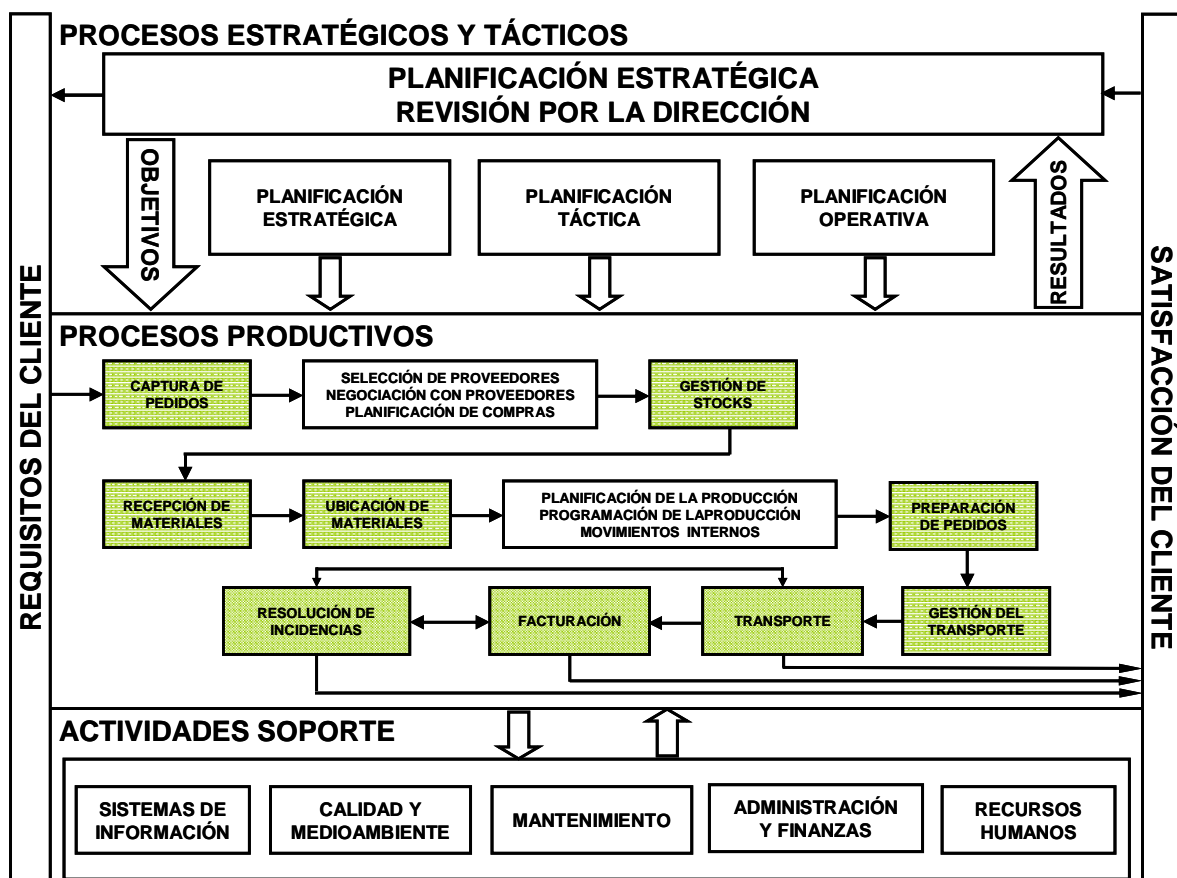 PROCESOS ESTRATÉGICOS Y TÁCTICOS
PLANIFICACIÓN ESTRATÉGICA
REVISIÓN POR LA DIRECCIÓN
OBJETIVOS
PLANIFICACIÓN
ESTRATÉGICA
PLANIFICACIÓN
TÁCTICA
PLANIFICACIÓN
OPERATIVA
RESULTADOS
REQUISITOS DEL CLIENTE
SATISFACCIÓN DEL CLIENTE
PROCESOS PRODUCTIVOS
CAPTURA DE
PEDIDOS
SELECCIÓN DE PROVEEDORES
NEGOCIACIÓN CON PROVEEDORES
PLANIFICACIÓN DE COMPRAS
GESTIÓN DE
STOCKS
RECEPCIÓN DE
MATERIALES
UBICACIÓN DE
MATERIALES
PLANIFICACIÓN DE LA PRODUCCIÓN
PROGRAMACIÓN DE LAPRODUCCIÓN
MOVIMIENTOS INTERNOS
PREPARACIÓN
DE PEDIDOS
RESOLUCIÓN DE
INCIDENCIAS
FACTURACIÓN
TRANSPORTE
GESTIÓN DEL
TRANSPORTE
ACTIVIDADES SOPORTE
SISTEMAS DE
INFORMACIÓN
CALIDAD Y
MEDIOAMBIENTE
MANTENIMIENTO
ADMINISTRACIÓN
Y FINANZAS
RECURSOS
HUMANOS